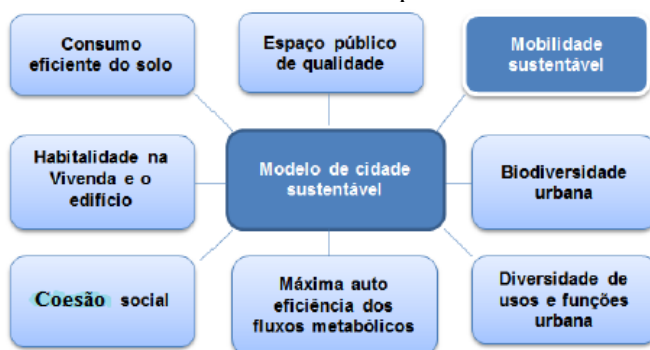 Consumo
eficiente do solo
Espaço público
de qualidade
Mobilidade
sustentável
Habitalidade na
Vivenda e o
edifício
Modelo de cidade
sustentável
Biodiversidade
urbana
Coesão social
Máxima auto
eficiência dos
fluxos metabólicos
Diversidade de
usos e funções
urbana